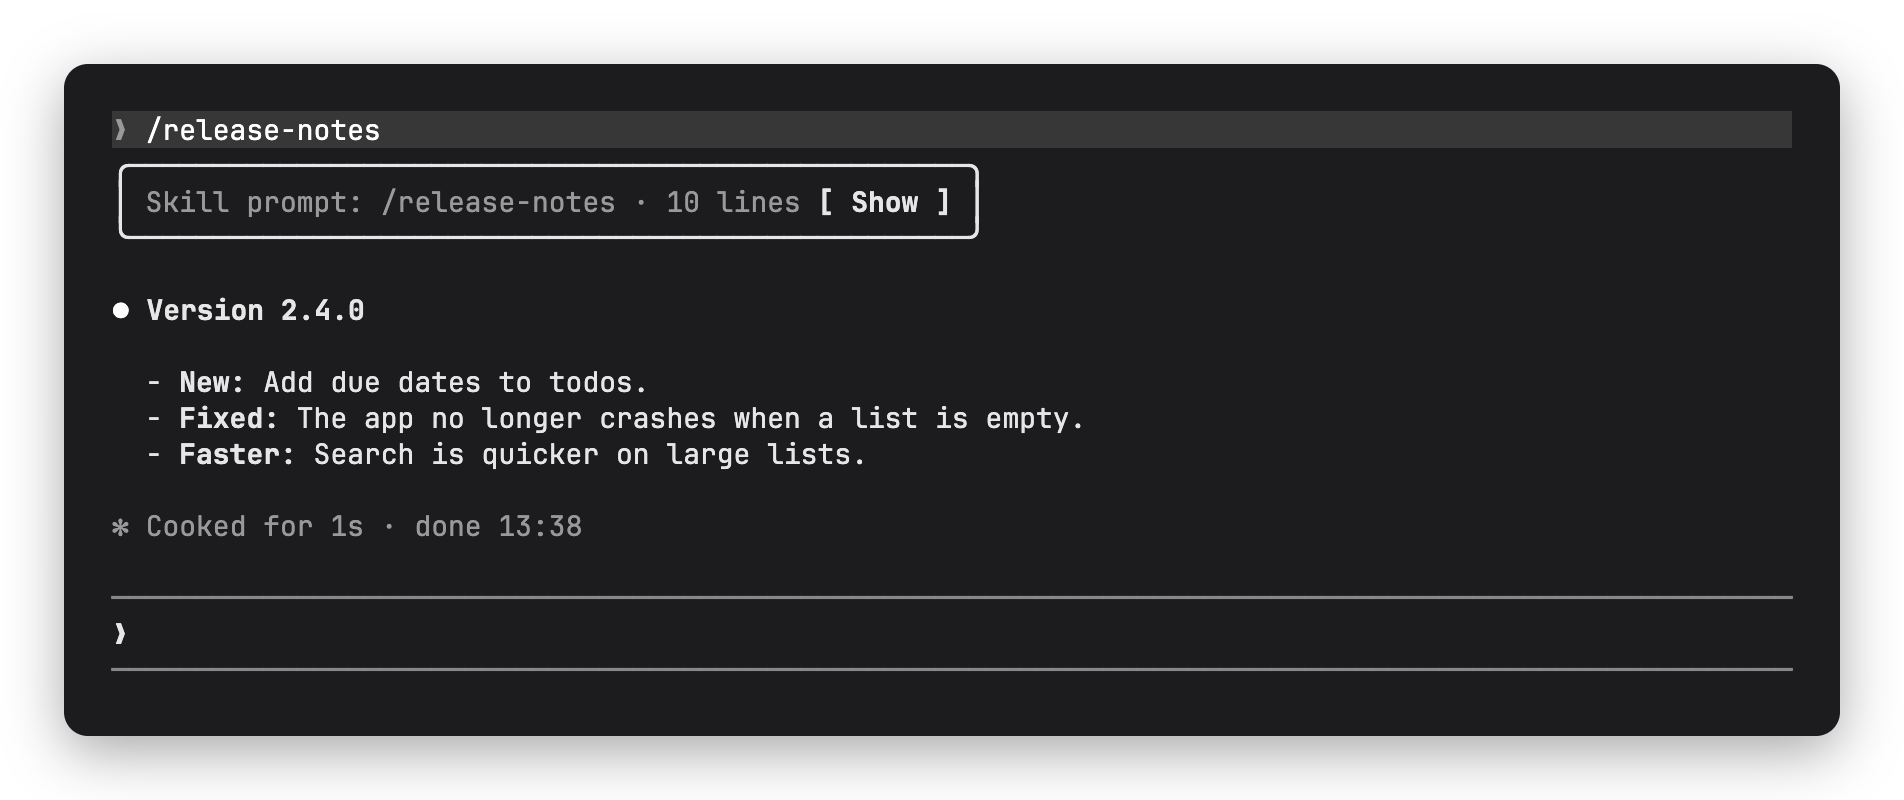 ❯ /release-notes
Skill prompt: /release-notes · 10 lines [ Show ]
● Version 2.4.0
- New: Add due dates to todos.
- Fixed: The app no longer crashes when a list is empty.
- Faster: Search is quicker on large lists.
✻ Cooked for 1s · done 13:38
❯